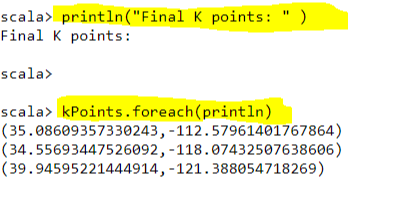 scala> println("Final K points: " )
Final K points:
scala>
scala> kPoints.foreach(println)
(35.08609357330243,-112.57961401767864)
(34.55693447526092,-118.07432507638606)
(39.94595221444914,-121.388054718269)